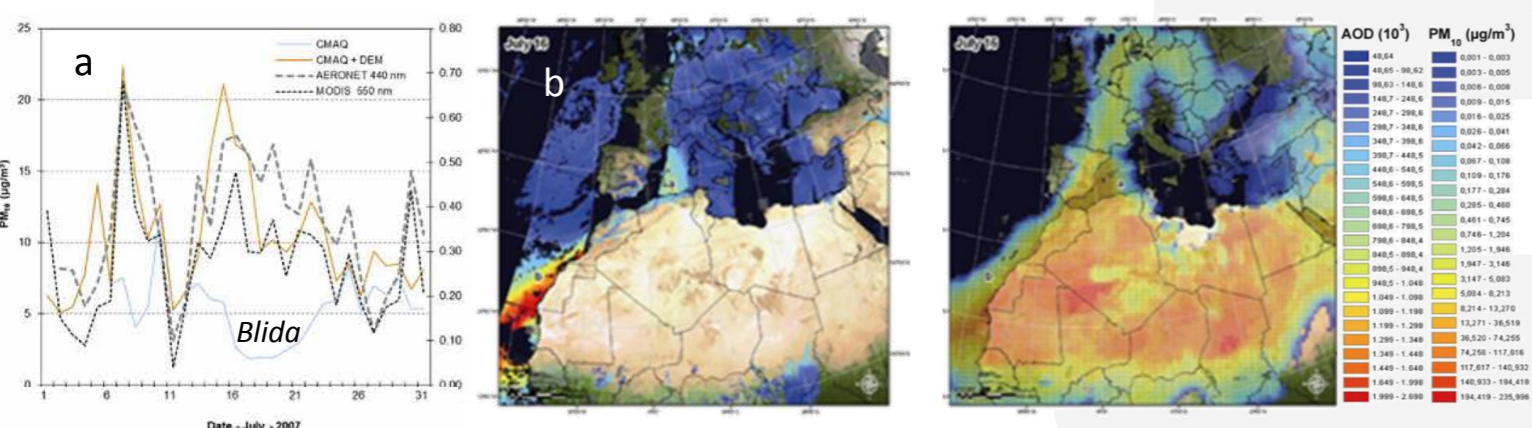 a
25
20
15
10
5
0
PM10 (µg/m³)
CMAQ
CMAQ + DEM
AERONET 440 nm
MODIS 550 nm
0.80
0.70
0.60
0.50
0.40
0.30
0.20
0.10
0.00
Blida
1 6 11 16 21 26 31
Date - July, - 2007
July 16
b
July 16
AOD (10³)
48,64
48,65 - 98,62
98,63 - 148,6
148,7 - 248,6
248,7 - 298,6
298,7 - 348,6
348,7 - 398,6
398,7 - 448,5
448,6 - 548,5
548,6 - 598,5
598,6 - 648,5
648,6 - 698,5
698,6 - 798,5
798,6 - 848,4
848,5 - 898,4
898,5 - 948,4
948,5 - 1.048
1.049 - 1.098
1.099 - 1.198
1.199 - 1.298
1.299 - 1.348
1.349 - 1.448
1.449 - 1.648
1.649 - 1.998
1.999 - 2.698
PM10 (µg/m³)
0,001 - 0,003
0,003 - 0,005
0,006 - 0,008
0,009 - 0,015
0,016 - 0,025
0,026 - 0,041
0,042 - 0,066
0,067 - 0,108
0,109 - 0,176
0,177 - 0,284
0,285 - 0,460
0,461 - 0,745
0,746 - 1,204
1,205 - 1,946
1,947 - 3,146
3,147 - 5,083
5,084 - 8,213
8,214 - 13,270
13,271 - 36,519
36,520 - 74,255
74,256 - 117,616
117,617 - 140,932
140,933 - 194,418
194,419 - 235,996